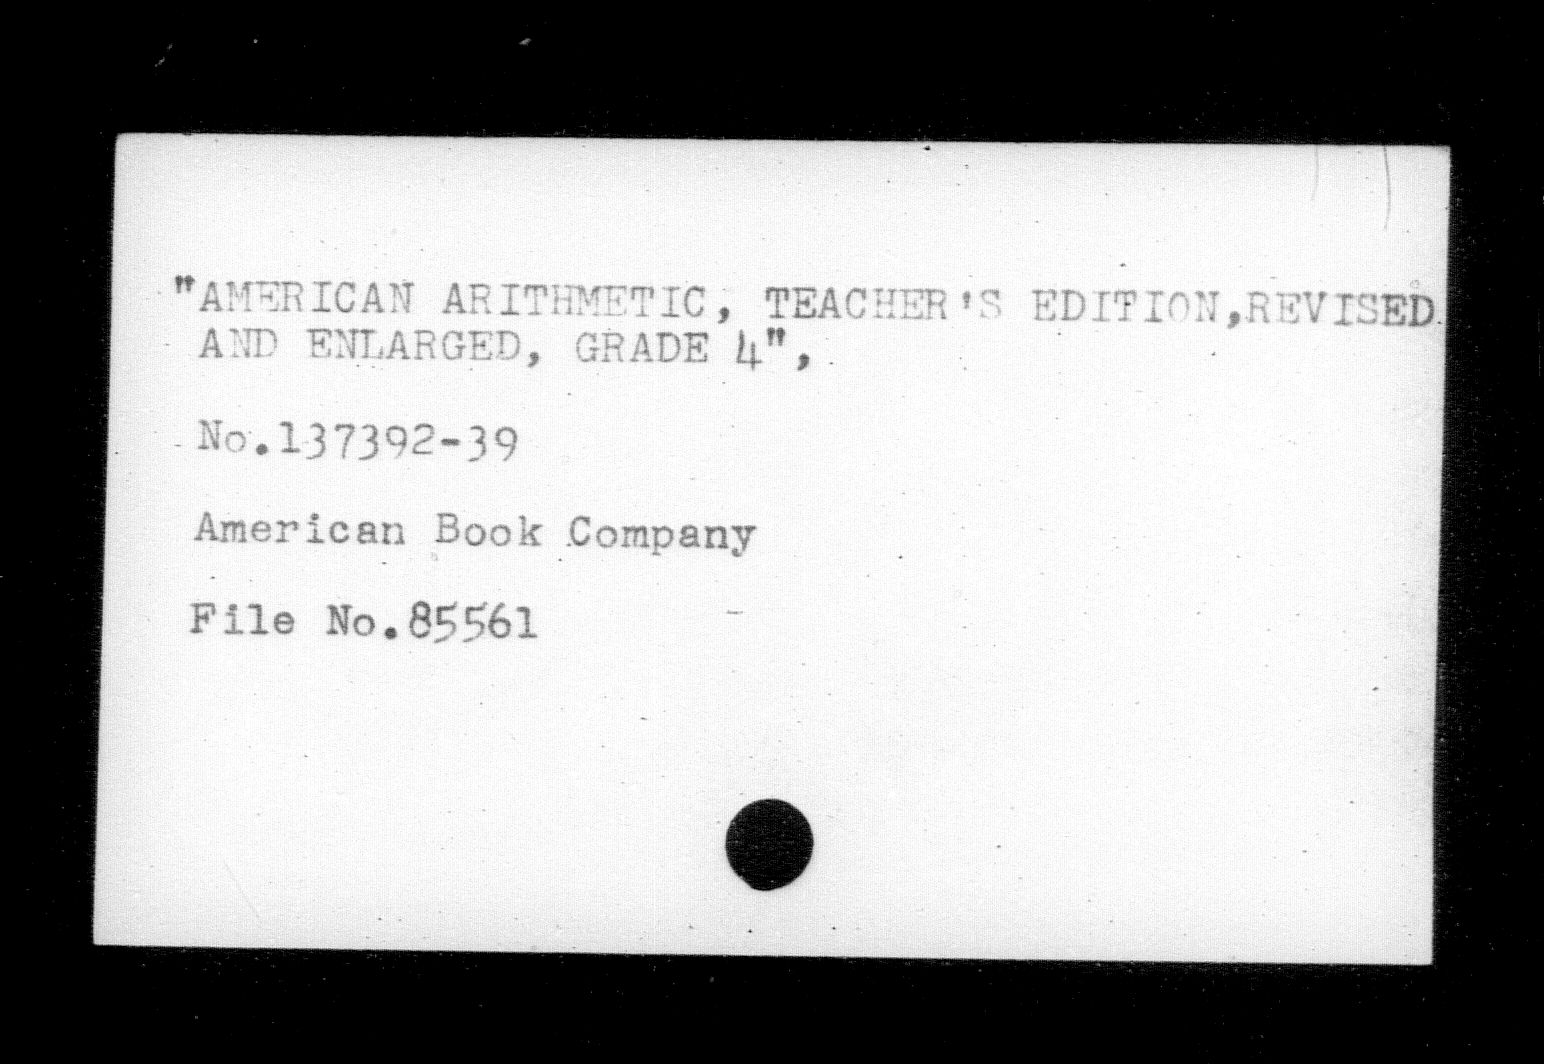 "AMERICAN ARITHMETIC, TEACHER'S EDITION,REVISED
AND ENLARGED, GRADE 4",
No.137392-39
American Book Company
File No.85561